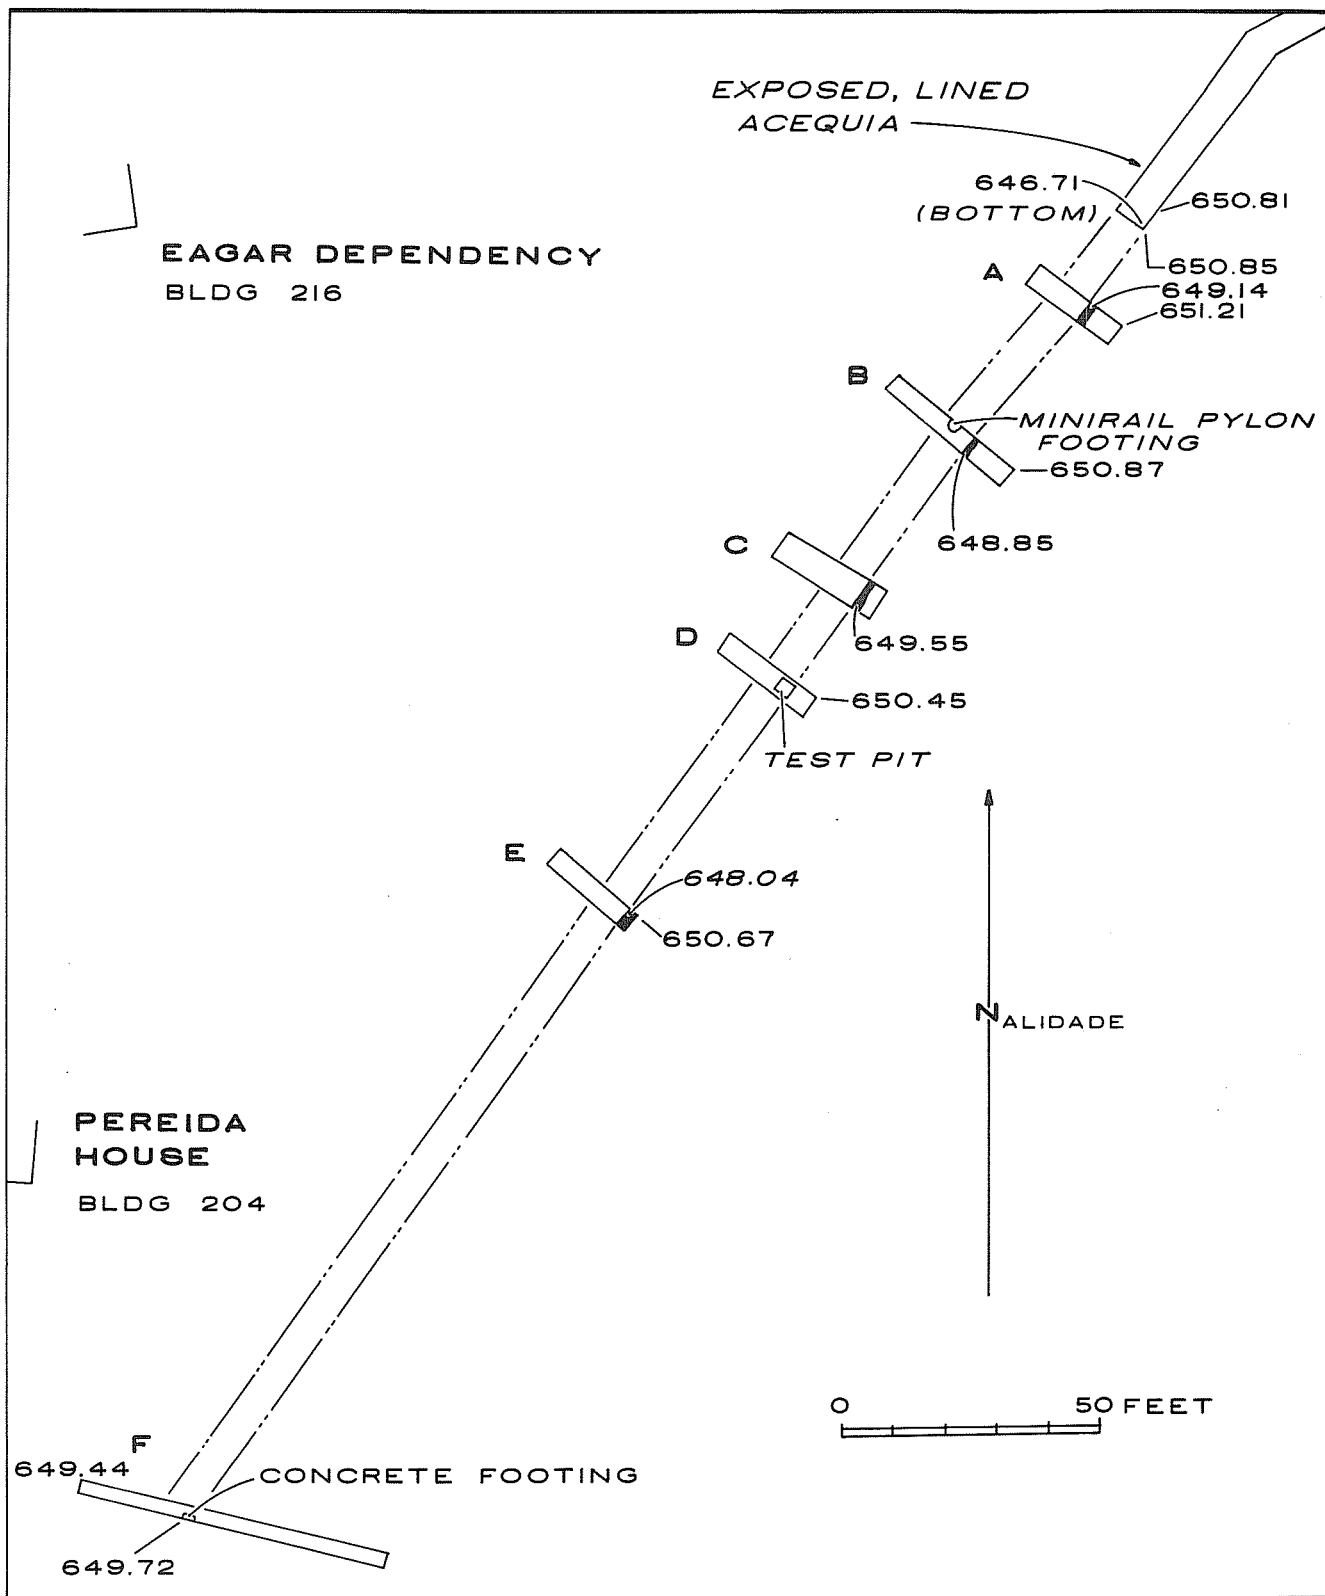 EXPOSED, LINED
ACEQUIA
646.71
(BOTTOM)
650.81
650.85
EAGAR DEPENDENCY
BLDG 216
A
649.14
651.21
B
MINIRAIL PYLON
FOOTING
650.87
648.85
C
649.55
D
650.45
TEST PIT
E
648.04
650.67
N ALIDADE
PEREIDA
HOUSE
BLDG 204
0 50 FEET
F
649.44
CONCRETE FOOTING
649.72